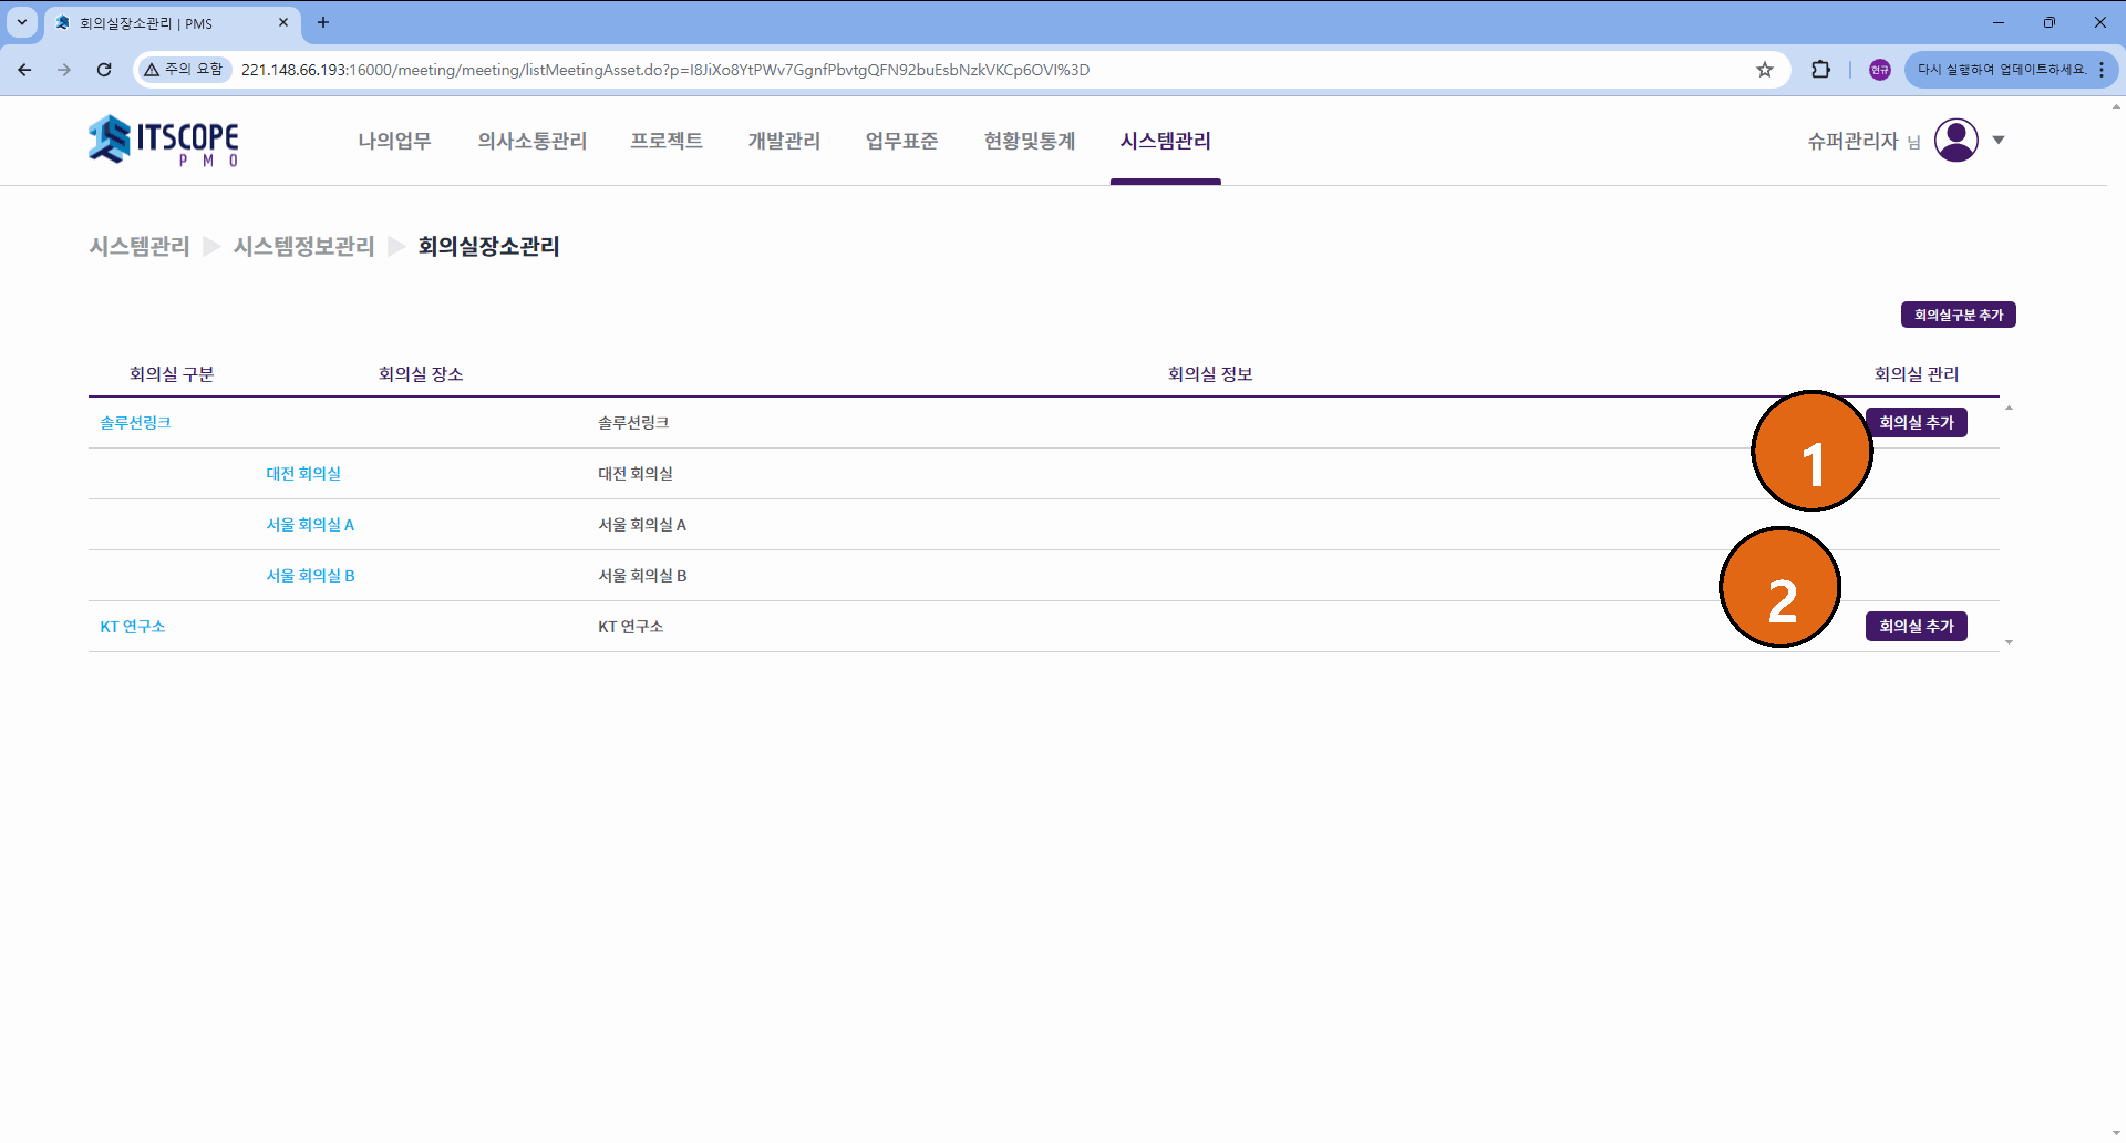 회의실장소관리 | PMS
주의 요함 221.148.66.193:16000/meeting/meeting/listMeetingAsset.do?p=I8JiXo8YtPWv7GgnfPbvtgQFN92buEsbNzkVKCp6OVI%3D 현규 다시 실행하여 업데이트하세요.
ITSCOPE
PMO
나의업무 의사소통관리 프로젝트 개발관리 업무표준 현황및통계 시스템관리 슈퍼관리자 님
시스템관리 시스템정보관리 회의실장소관리
회의실구분 추가
회의실 구분 회의실 장소 회의실 정보 회의실 관리
솔루션링크 솔루션링크 회의실 추가
1
대전 회의실 대전 회의실
서울 회의실 A 서울 회의실 A
서울 회의실 B 서울 회의실 B
2
KT 연구소 KT 연구소 회의실 추가